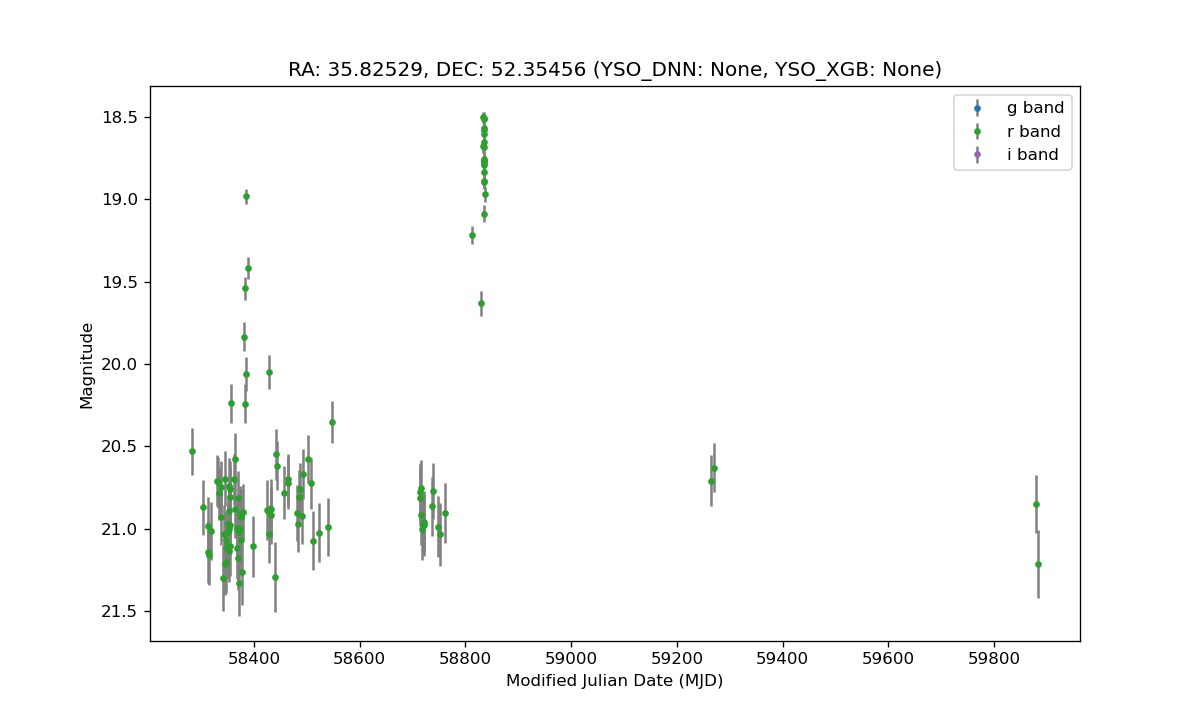 RA: 35.82529, DEC: 52.35456 (YSO_DNN: None, YSO_XGB: None)
g band
r band
i band
18.5
19.0
19.5
20.0
20.5
21.0
21.5
Magnitude
58400
58600
58800
59000
59200
59400
59600
59800
Modified Julian Date (MJD)